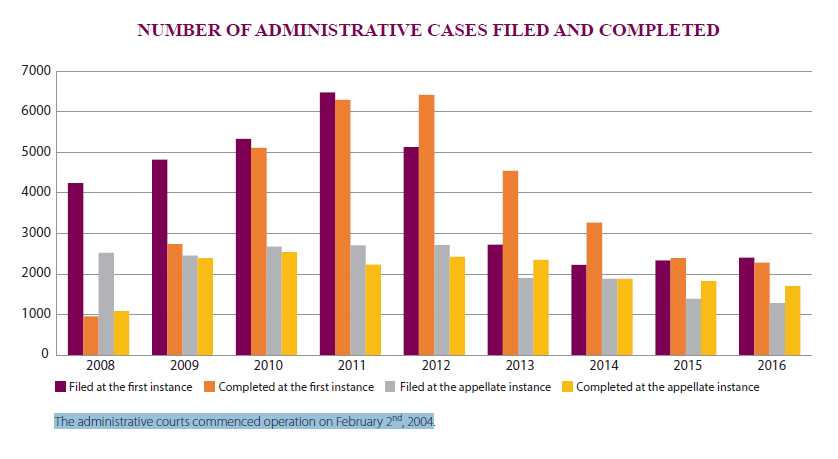 NUMBER OF ADMINISTRATIVE CASES FILED AND COMPLETED
7000
6000
5000
4000
3000
2000
1000
0
2008 2009 2010 2011 2012 2013 2014 2015 2016
Filed at the first instance Completed at the first instance Filed at the appellate instance Completed at the appellate instance
The administrative courts commenced operation on February 2nd, 2004.